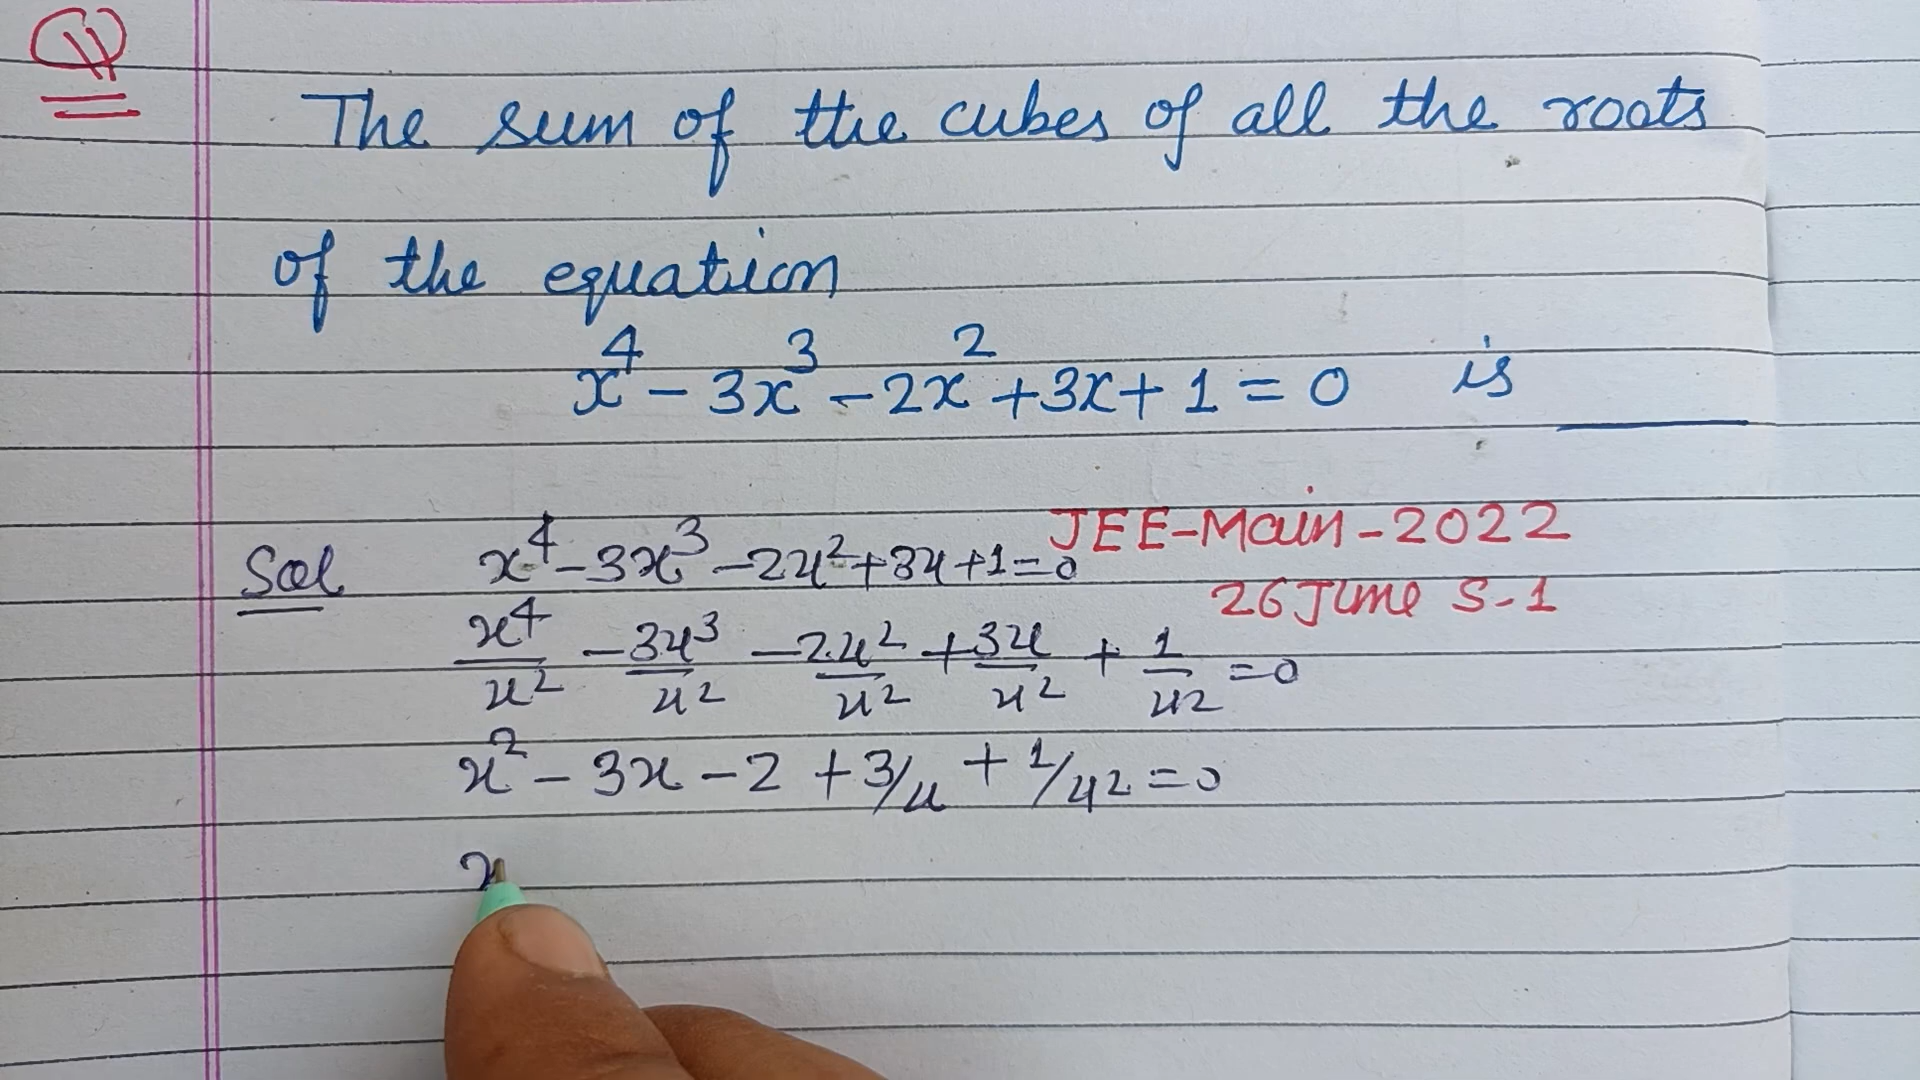 Q
The sum of the cubes of all the roots
of the equation
x⁴ - 3x³ - 2x² + 3x + 1 = 0 is ____
JEE-Main-2022
26 June S-1
Sol x⁴ - 3x³ - 2x² + 3x + 1 = 0
x⁴/x² - 3x³/x² - 2x²/x² + 3x/x² + 1/x² = 0
x² - 3x - 2 + 3/x + 1/x² = 0
x